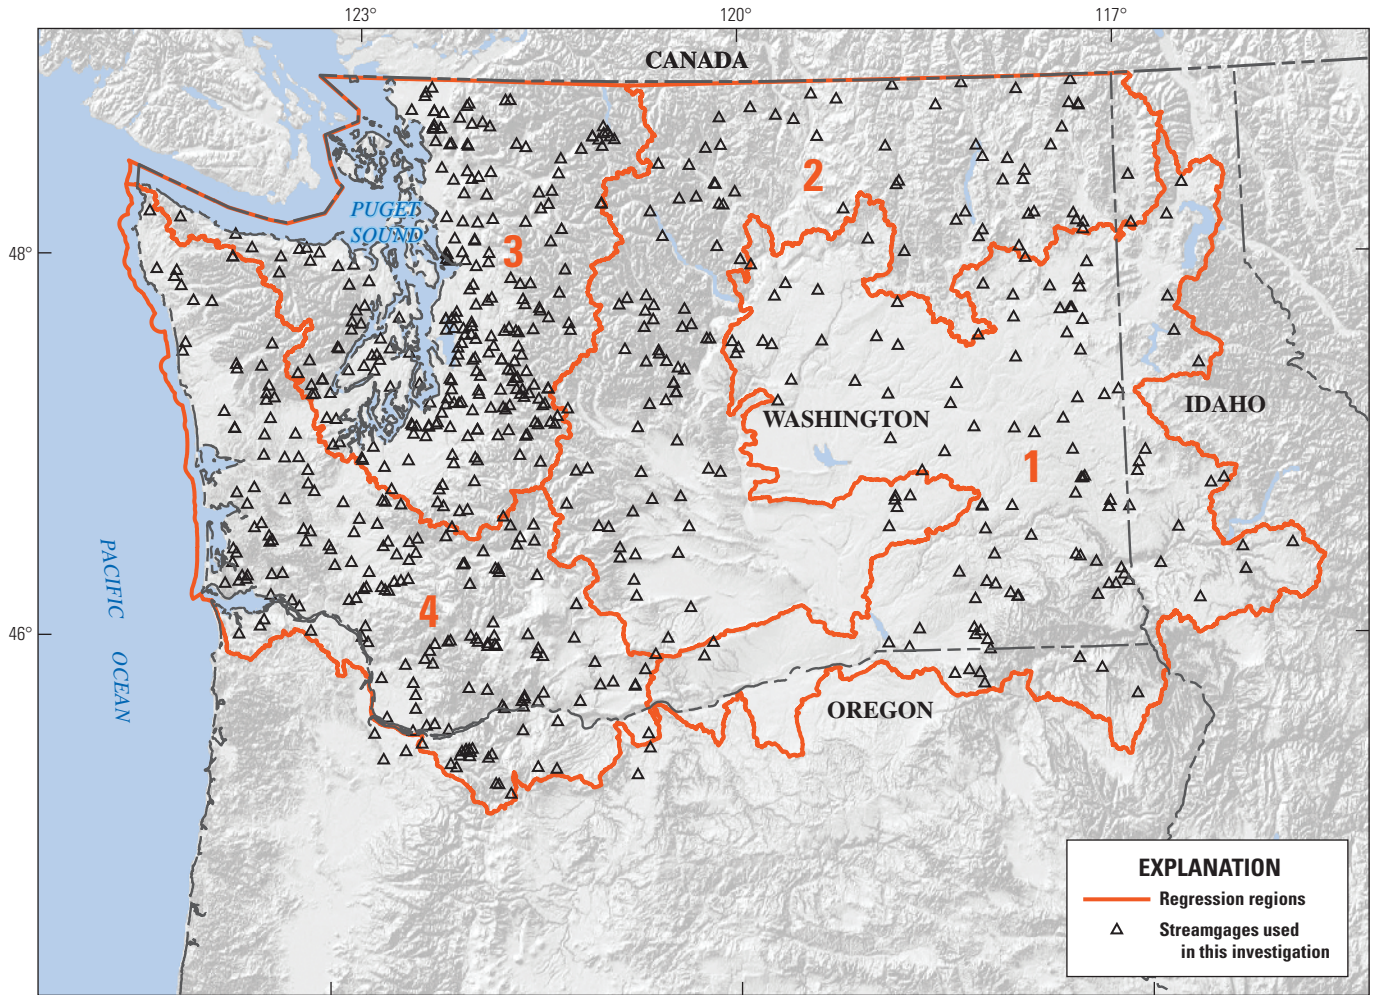 123°
120°
117°
CANADA
2
PUGET
SOUND
3
48°
IDAHO
WASHINGTON
1
PACIFIC
OCEAN
4
46°
OREGON
EXPLANATION
Regression regions
Streamgages used
in this investigation